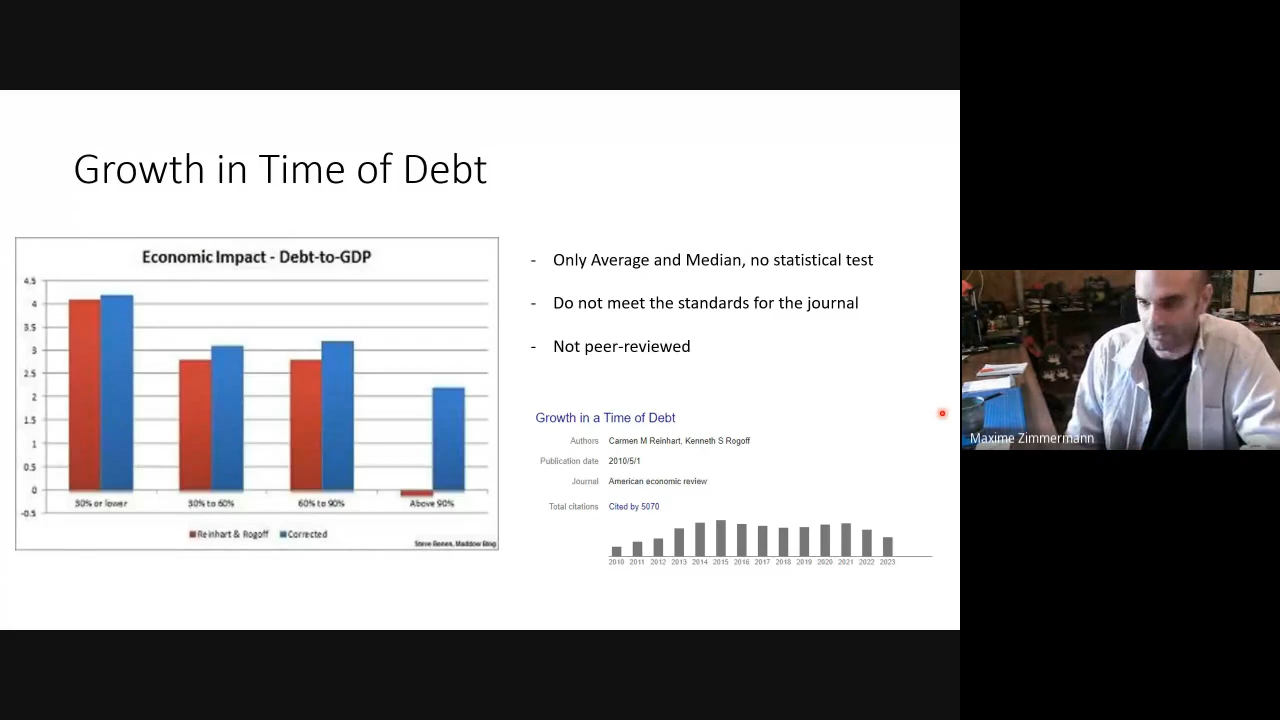 Growth in Time of Debt
Economic Impact - Debt-to-GDP
4.5
4
3.5
3
2.5
2
1.5
1
0.5
0
-0.5
30% or lower
30% to 60%
60% to 90%
Above 90%
Reinhart & Rogoff
Corrected
Steve Benen, Maddow Blog
- Only Average and Median, no statistical test
- Do not meet the standards for the journal
- Not peer-reviewed
Growth in a Time of Debt
Authors Carmen M Reinhart, Kenneth S Rogoff
Publication date 2010/5/1
Journal American economic review
Total citations Cited by 5070
2010 2011 2012 2013 2014 2015 2016 2017 2018 2019 2020 2021 2022 2023
Maxime Zimmermann